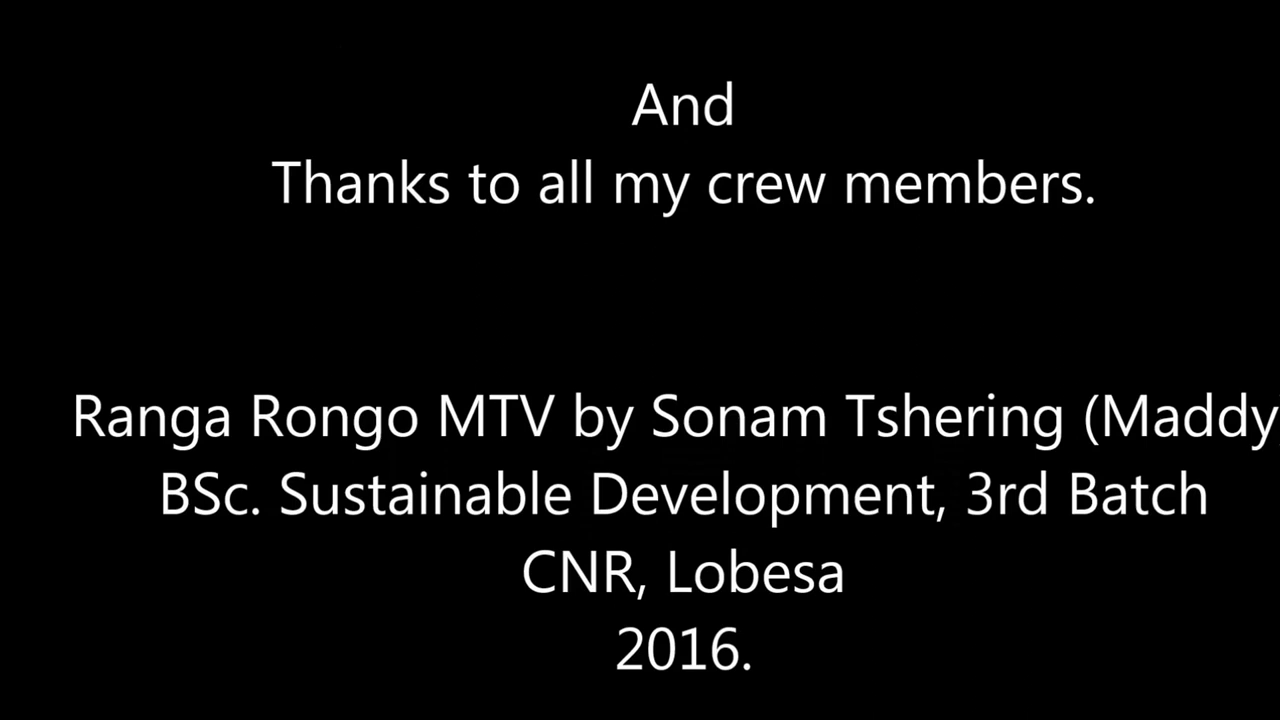 And
Thanks to all my crew members.
Ranga Rongo MTV by Sonam Tshering (Maddy
BSc. Sustainable Development, 3rd Batch
CNR, Lobesa
2016.